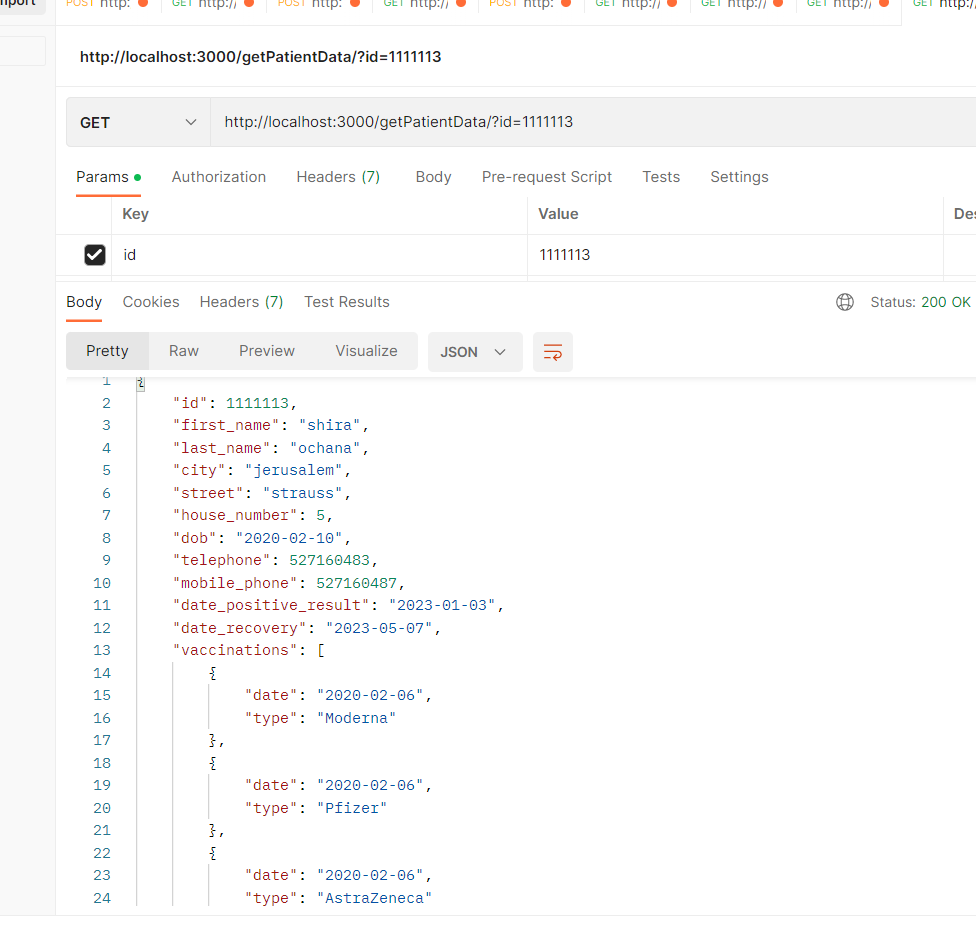 POST http: GET http:// POST http: GET http:// POST http: GET http:// GET http:// GET http:// GET http:/
http://localhost:3000/getPatientData/?id=1111113
GET http://localhost:3000/getPatientData/?id=1111113
Params Authorization Headers (7) Body Pre-request Script Tests Settings
Key Value
id 1111113
Body Cookies Headers (7) Test Results Status: 200 OK
Pretty Raw Preview Visualize JSON
1 {
2 "id": 1111113,
3 "first_name": "shira",
4 "last_name": "ochana",
5 "city": "jerusalem",
6 "street": "strauss",
7 "house_number": 5,
8 "dob": "2020-02-10",
9 "telephone": 527160483,
10 "mobile_phone": 527160487,
11 "date_positive_result": "2023-01-03",
12 "date_recovery": "2023-05-07",
13 "vaccinations": [
14 {
15 "date": "2020-02-06",
16 "type": "Moderna"
17 },
18 {
19 "date": "2020-02-06",
20 "type": "Pfizer"
21 },
22 {
23 "date": "2020-02-06",
24 "type": "AstraZeneca"